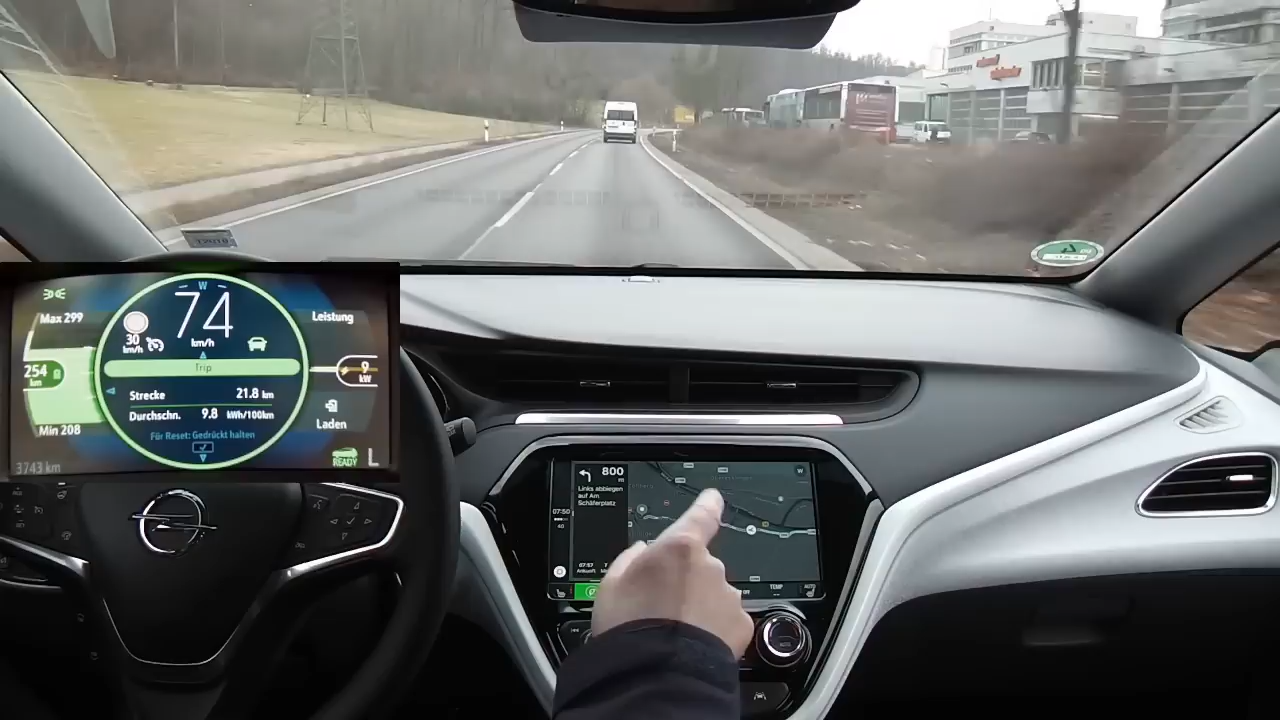 W
Max 299
74
km/h
Leistung
30
km/h
254
km
Trip
9
kW
Strecke 21.8 km
Durchschn. 9.8 kWh/100km
Min 208
Laden
Für Reset: Gedrückt halten
3743 km
READY
L
800
m
Links abbiegen
auf Am
Schäferplatz
W
07:50
4G
07:57
Ankunft
TEMP
AUTO